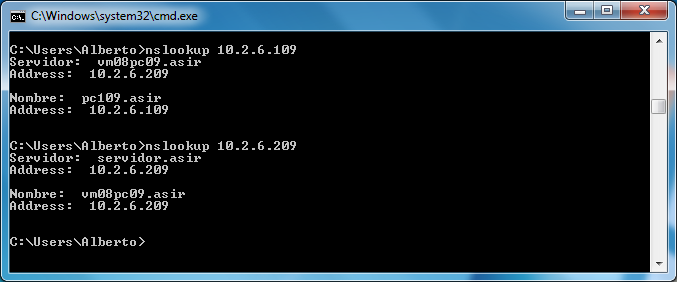 C:\Windows\system32\cmd.exe
C:\Users\Alberto>nslookup 10.2.6.109
Servidor:  vm08pc09.asir
Address:  10.2.6.209
Nombre:  pc109.asir
Address:  10.2.6.109
C:\Users\Alberto>nslookup 10.2.6.209
Servidor:  servidor.asir
Address:  10.2.6.209
Nombre:  vm08pc09.asir
Address:  10.2.6.209
C:\Users\Alberto>